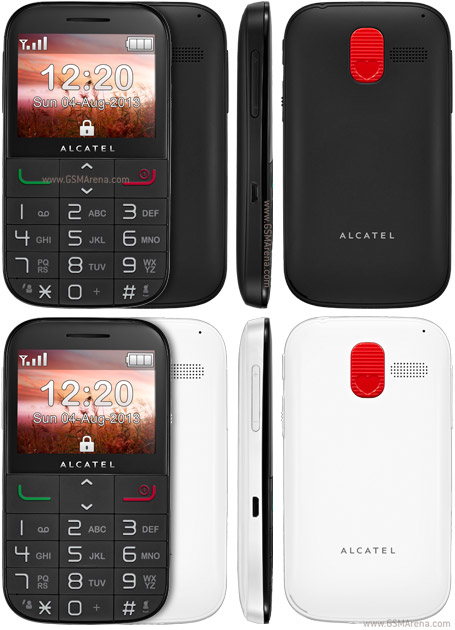 12:20
Sun 04-Aug-2013
ALCATEL
www.GSMArena.com
1 2 ABC 3 DEF
4 GHI 5 JKL 6 MNO
7 PQRS 8 TUV 9 WXYZ
* 0 + #
www.GSMArena.com
ALCATEL
12:20
Sun 04-Aug-2013
ALCATEL
1 2 ABC 3 DEF
4 GHI 5 JKL 6 MNO
7 PQRS 8 TUV 9 WXYZ
* 0 + #
ALCATEL
www.GSMArena.com